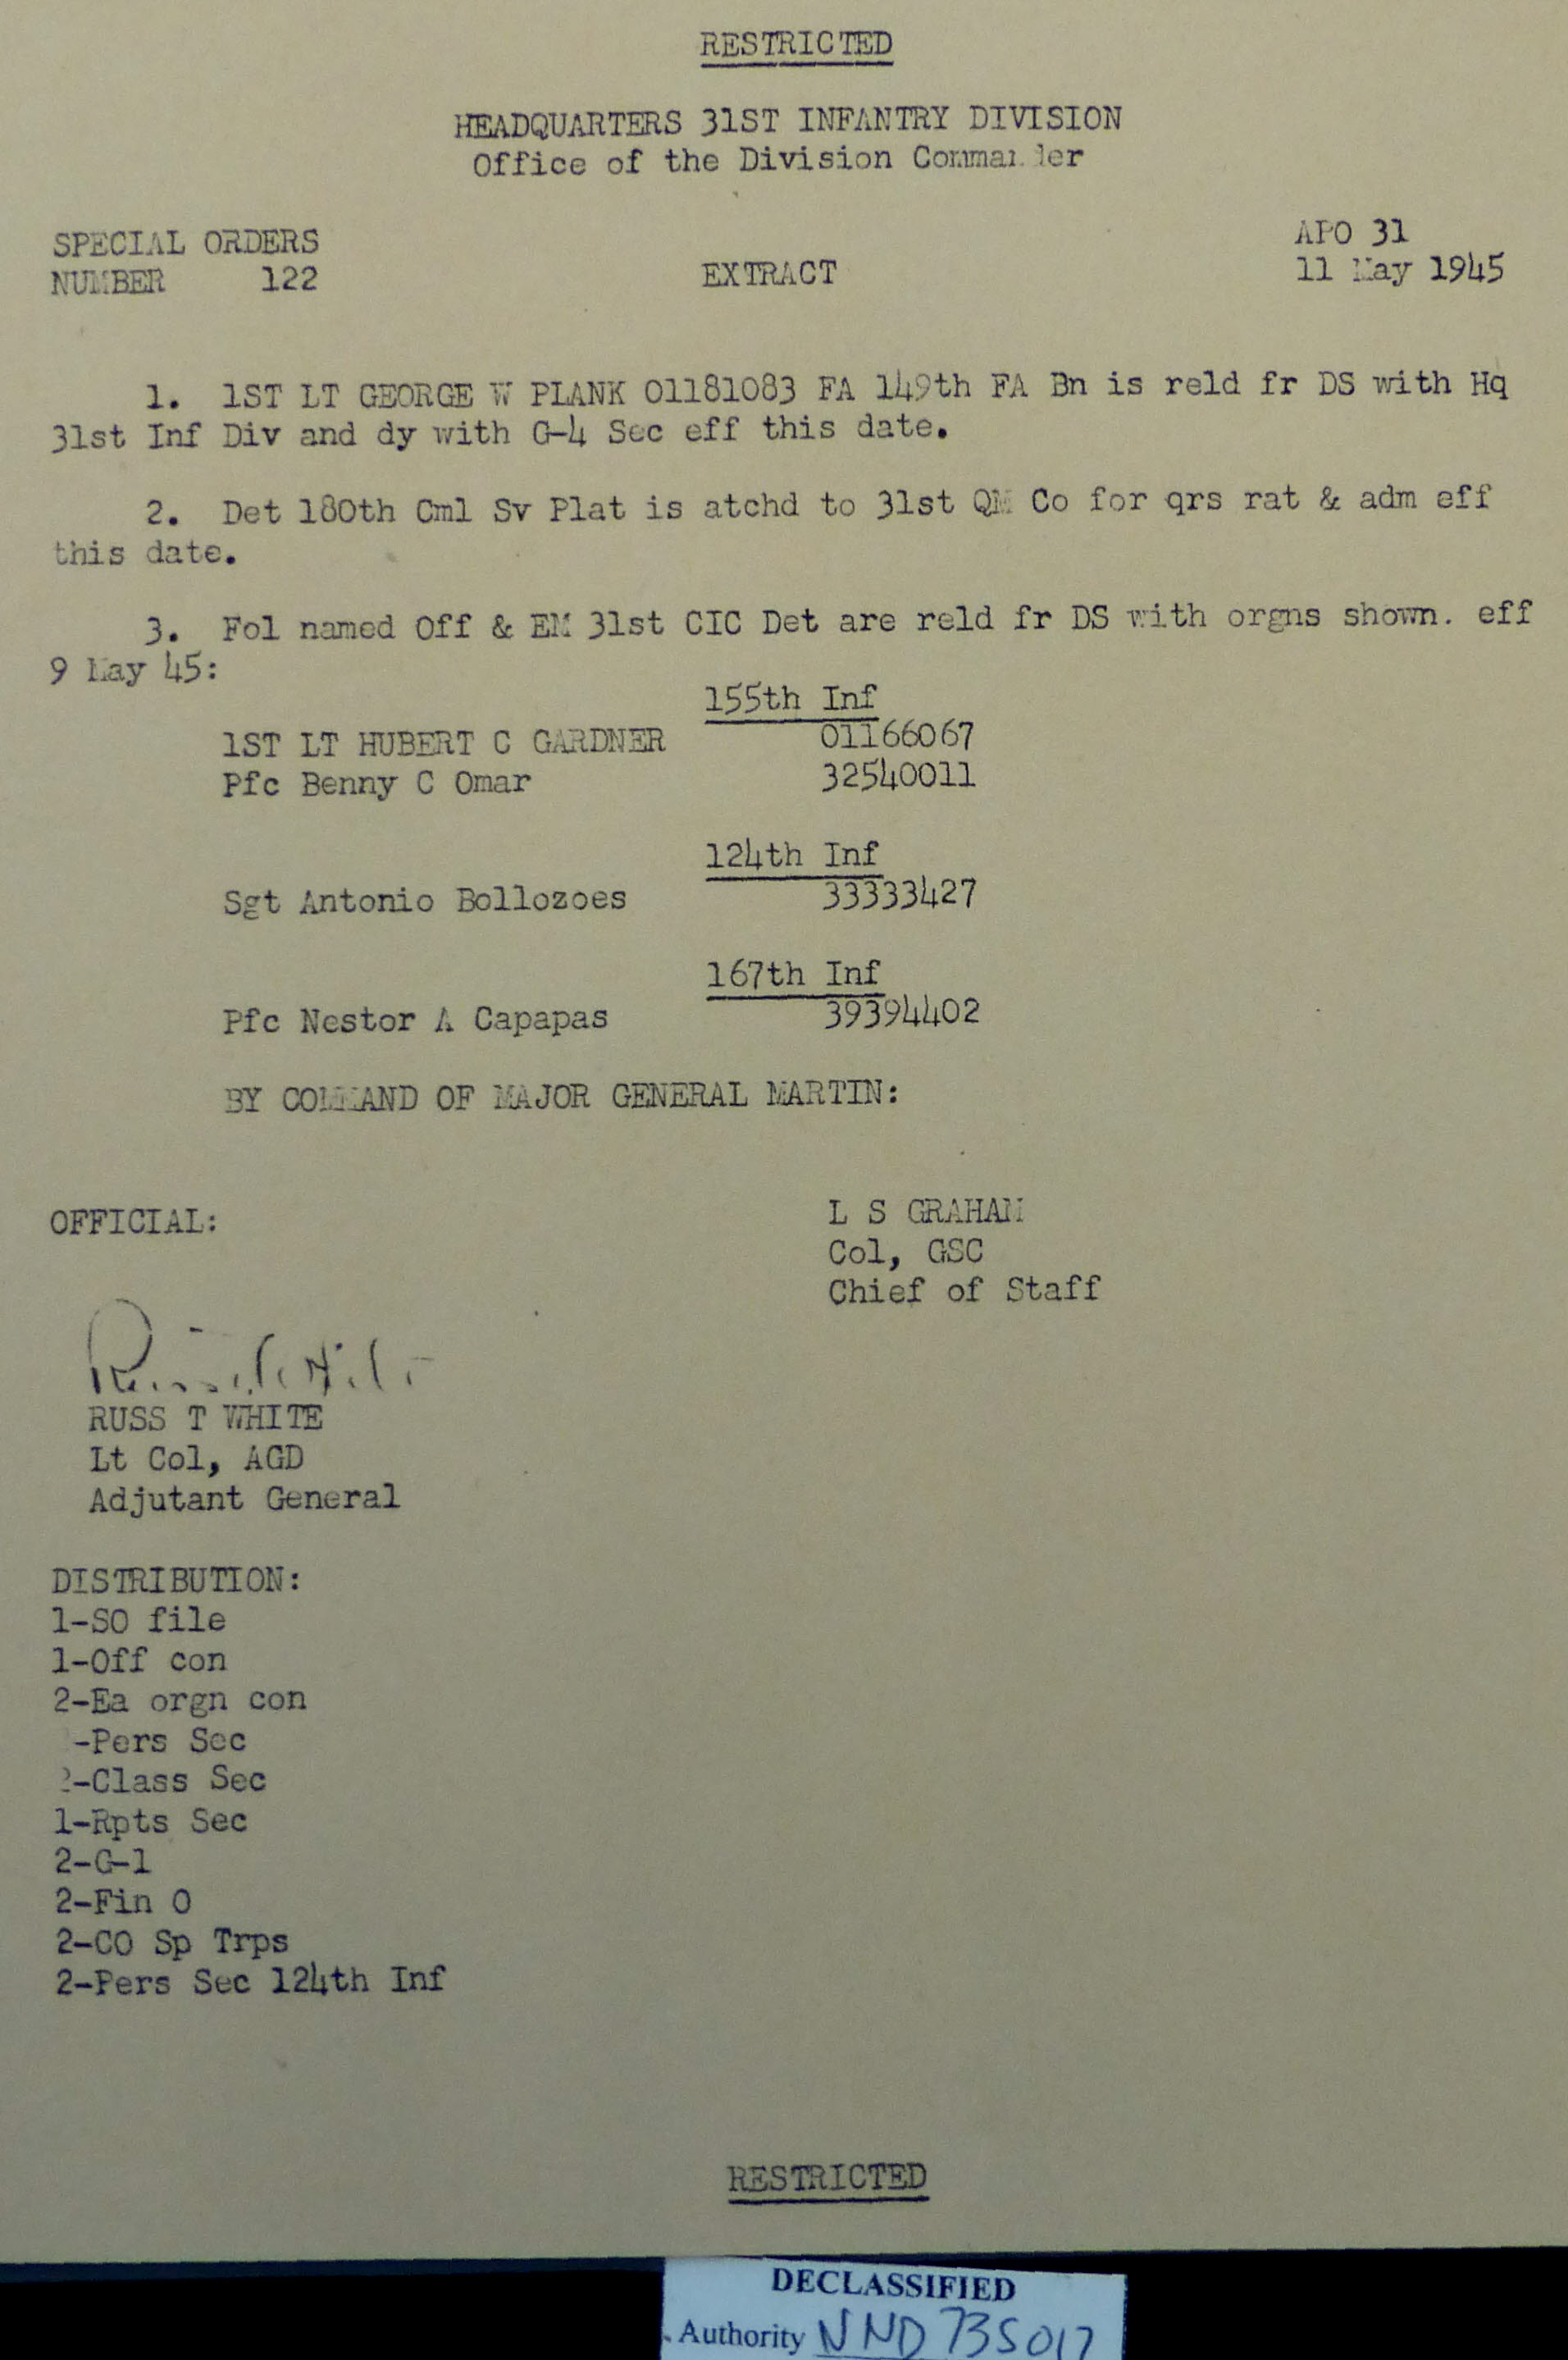 RESTRICTED
HEADQUARTERS 31ST INFANTRY DIVISION
Office of the Division Commander
SPECIAL ORDERS
NUMBER 122
EXTRACT
APO 31
11 May 1945
1. 1ST LT GEORGE W PLANK 01181083 FA 149th FA Bn is reld fr DS with Hq
31st Inf Div and dy with G-4 Sec eff this date.
2. Det 180th Cml Sv Plat is atchd to 31st QM Co for qrs rat & adm eff
this date.
3. Fol named Off & EM 31st CIC Det are reld fr DS with orgns shown. eff
9 May 45:
155th Inf
1ST LT HUBERT C GARDNER 01166067
Pfc Benny C Omar 32540011
124th Inf
Sgt Antonio Bollozoes 33333427
167th Inf
Pfc Nestor A Capapas 39394402
BY COMMAND OF MAJOR GENERAL MARTIN:
L S GRAHAM
Col, GSC
Chief of Staff
OFFICIAL:
RUSS T WHITE
Lt Col, AGD
Adjutant General
DISTRIBUTION:
1-SO file
1-Off con
2-Ea orgn con
-Pers Sec
2-Class Sec
1-Rpts Sec
2-G-1
2-Fin O
2-CO Sp Trps
2-Pers Sec 124th Inf
RESTRICTED
DECLASSIFIED
Authority NND 735017